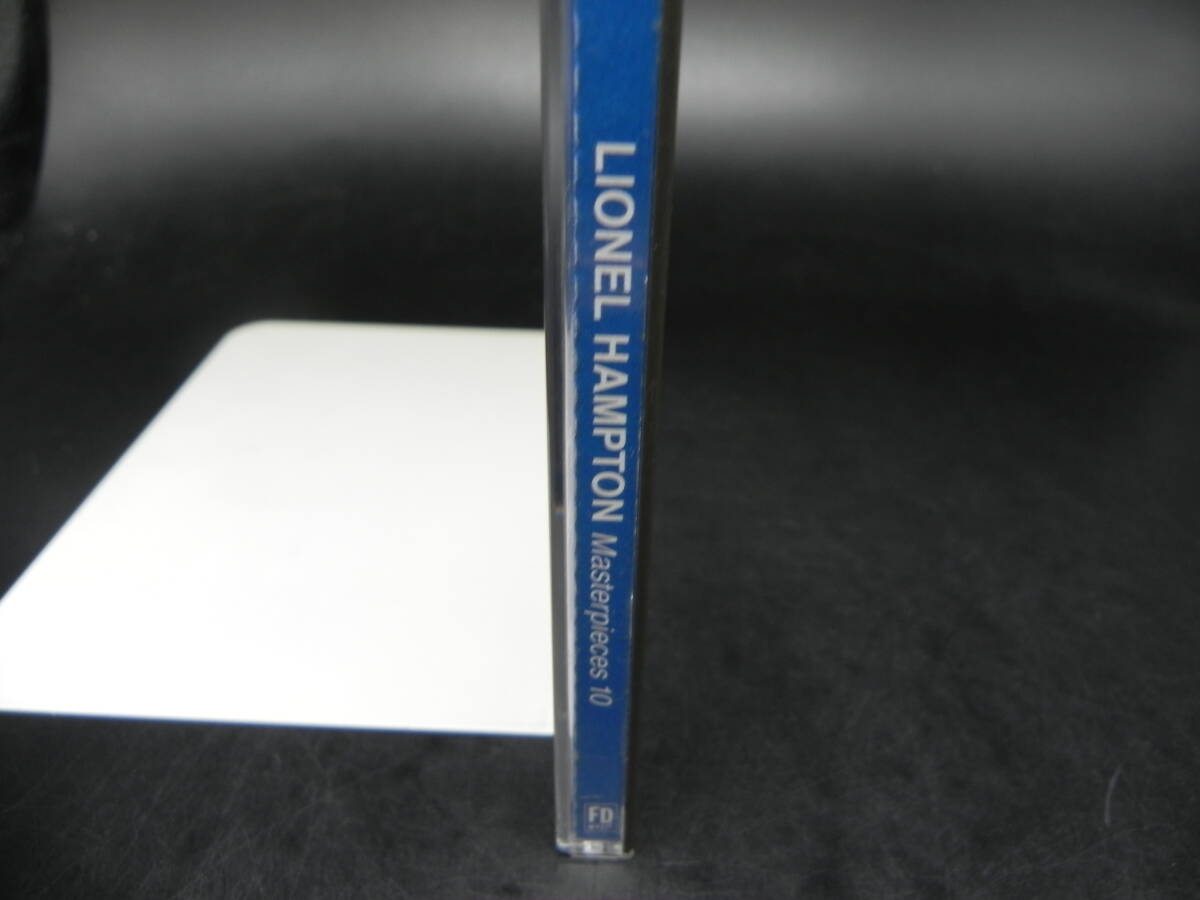 LIONEL HAMPTON Masterpieces 10
FD